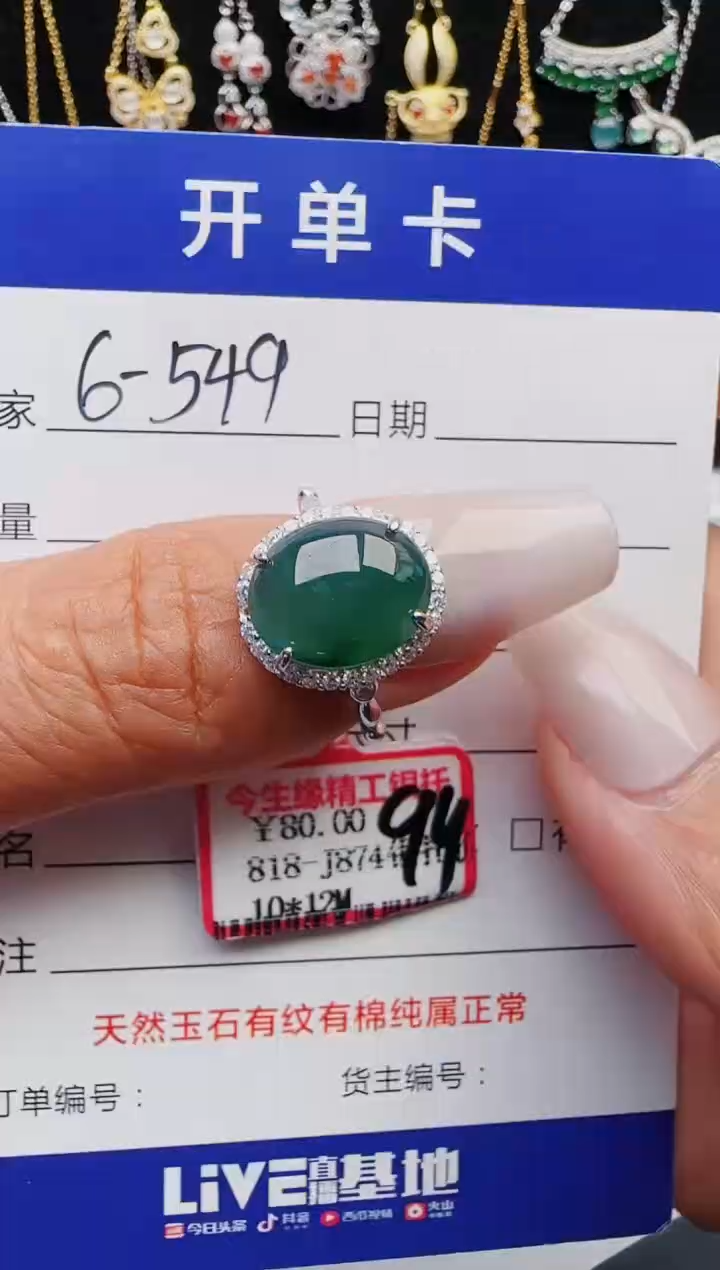 开单卡
家 6-549 日期
量
名
今生缘精工银托
¥80.00
94
818-J874
10*12M
注
天然玉石有纹有棉纯属正常
订单编号： 货主编号：
LIVE直播基地
今日头条 抖音 西瓜视频 火山